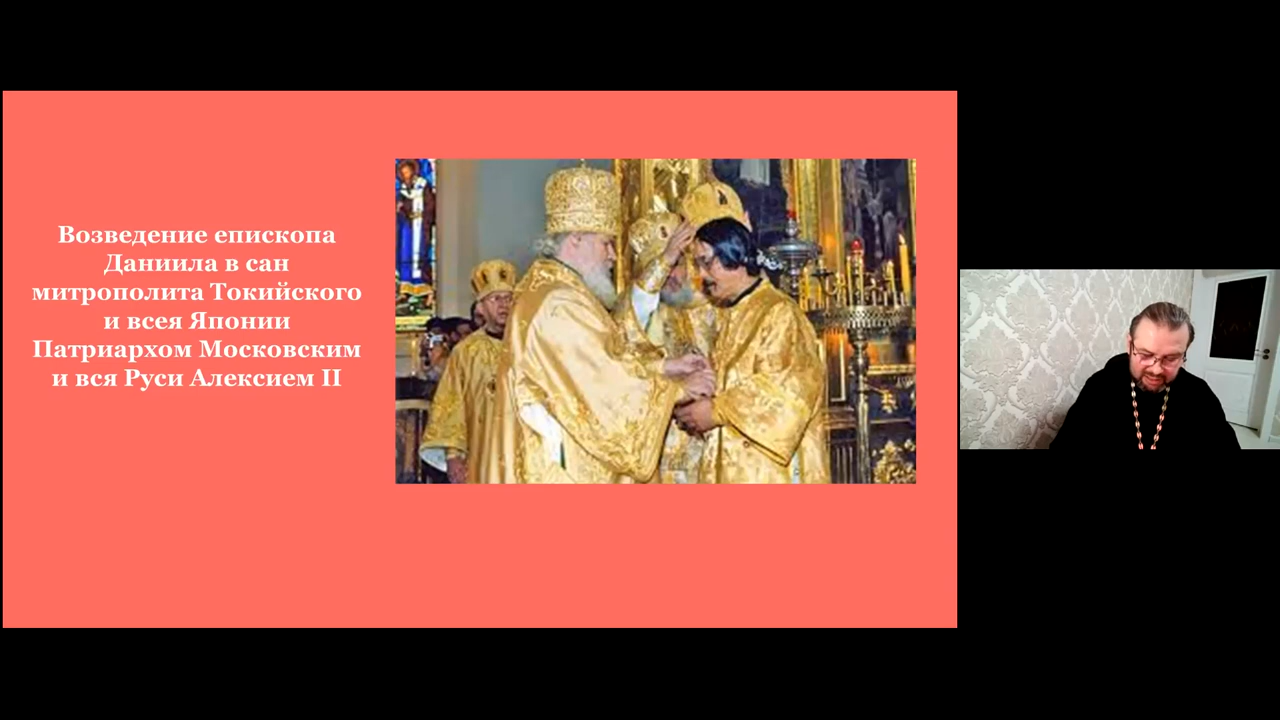 Возведение епископа
Даниила в сан
митрополита Токийского
и всея Японии
Патриархом Московским
и вся Руси Алексием II